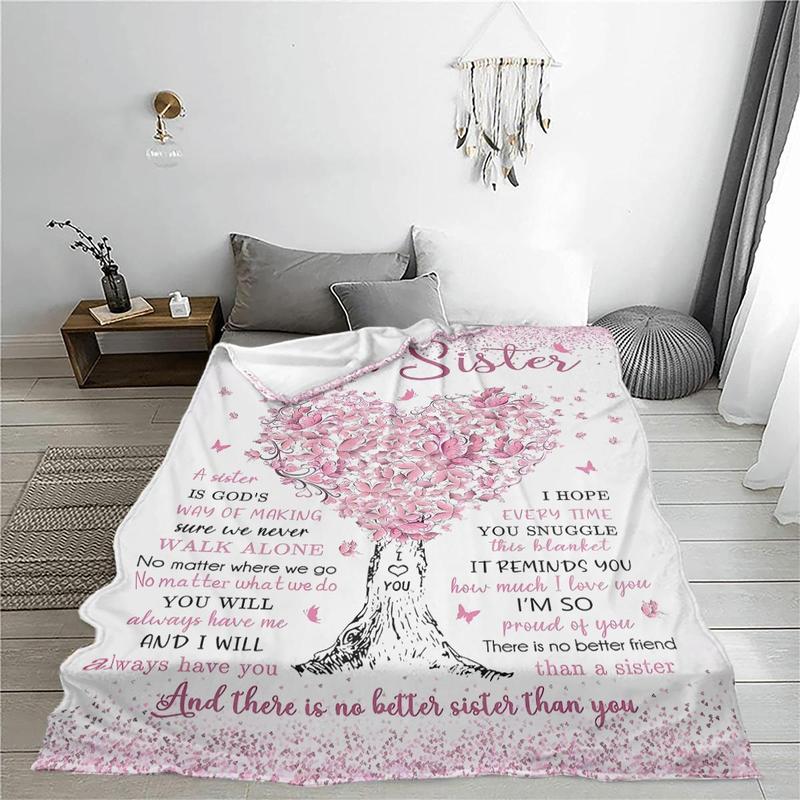 Sister
A sister
IS GOD'S
WAY OF MAKING
sure we never
WALK ALONE
No matter where we go
No matter what we do
YOU WILL
always have me
AND I WILL
always have you
I HOPE
EVERY TIME
YOU SNUGGLE
this blanket
IT REMINDS YOU
how much I love you
I'M SO
proud of you
There is no better friend
than a sister
I
YOU
And there is no better sister than you